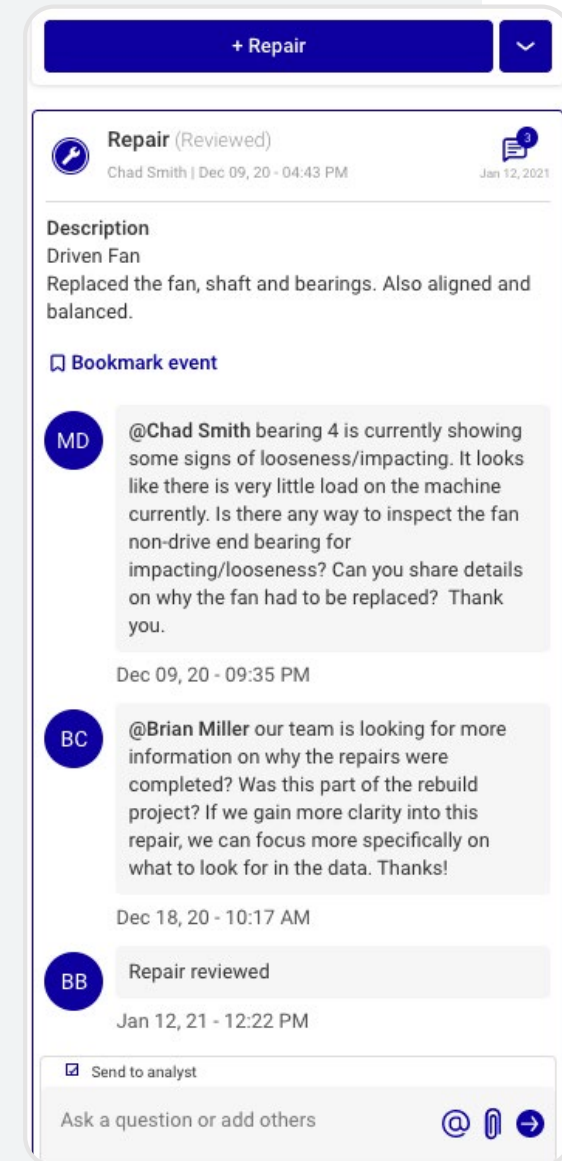 + Repair
Repair (Reviewed)
3
Chad Smith | Dec 09, 20 - 04:43 PM
Jan 12, 2021
Description
Driven Fan
Replaced the fan, shaft and bearings. Also aligned and
balanced.
Bookmark event
MD
@Chad Smith bearing 4 is currently showing
some signs of looseness/impacting. It looks
like there is very little load on the machine
currently. Is there any way to inspect the fan
non-drive end bearing for
impacting/looseness? Can you share details
on why the fan had to be replaced? Thank
you.
Dec 09, 20 - 09:35 PM
BC
@Brian Miller our team is looking for more
information on why the repairs were
completed? Was this part of the rebuild
project? If we gain more clarity into this
repair, we can focus more specifically on
what to look for in the data. Thanks!
Dec 18, 20 - 10:17 AM
BB
Repair reviewed
Jan 12, 21 - 12:22 PM
Send to analyst
Ask a question or add others
@